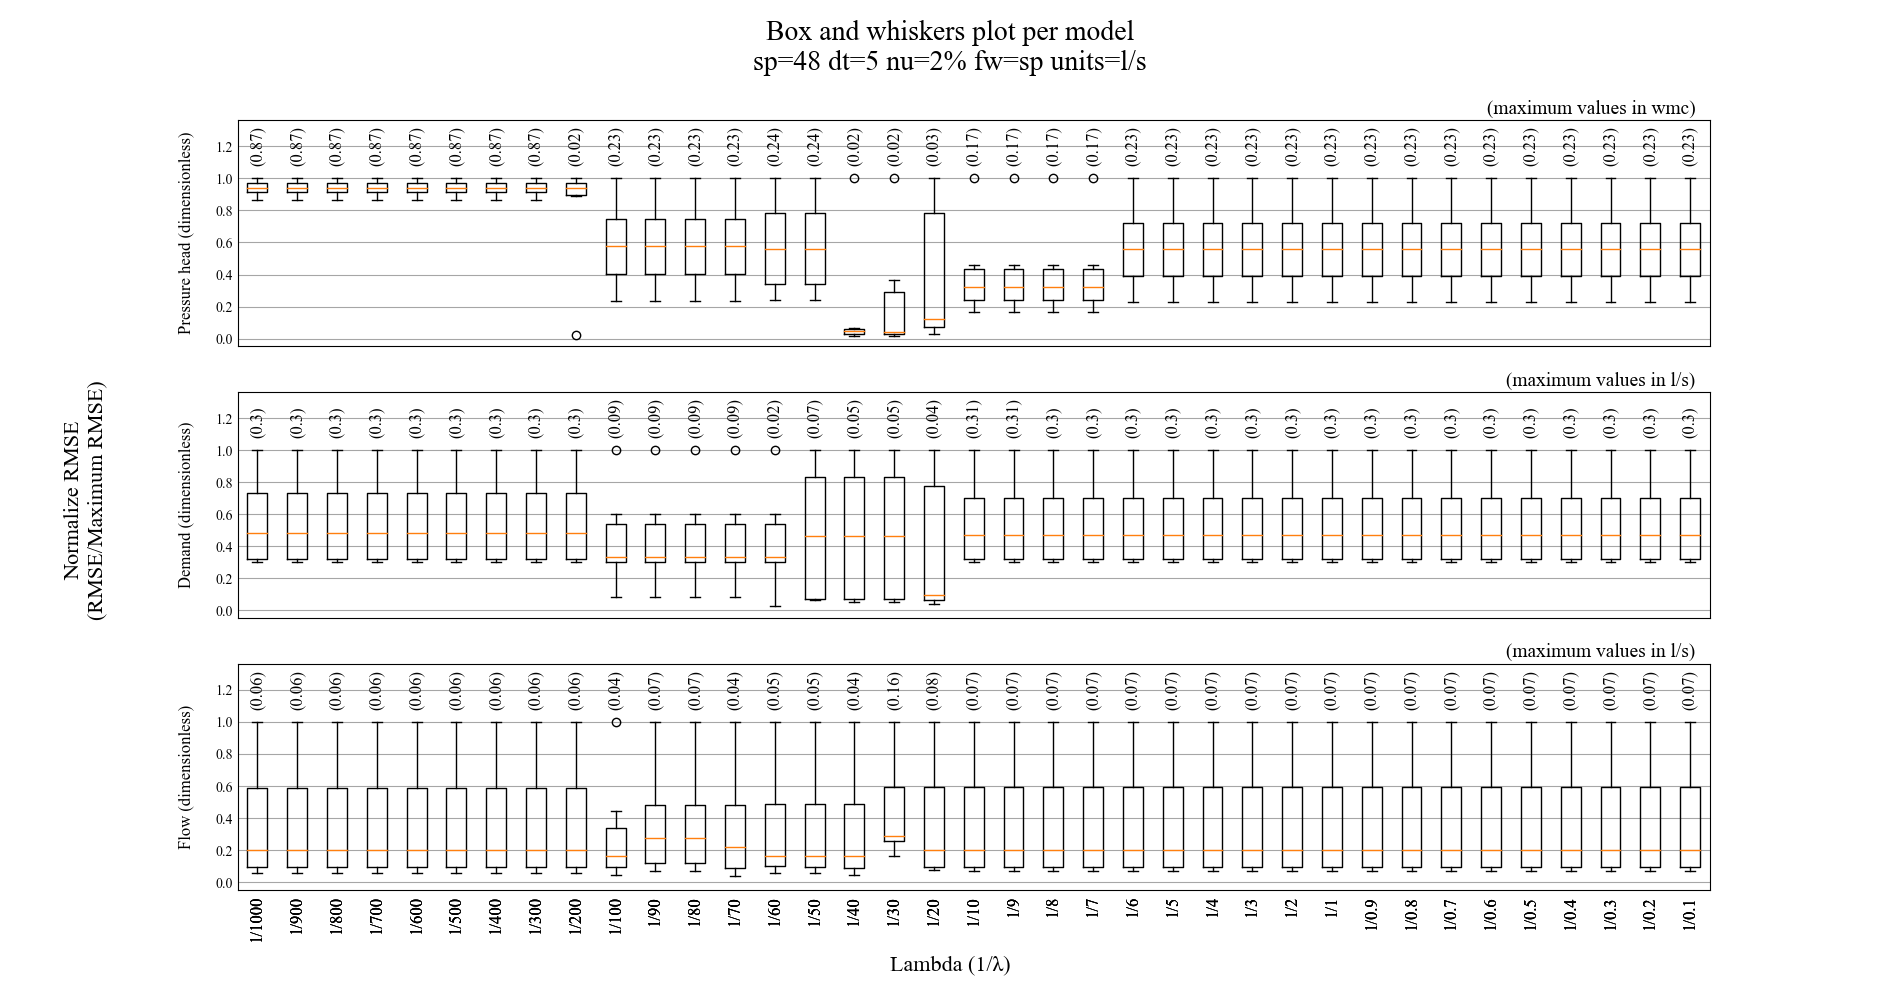 Box and whiskers plot per model
sp=48 dt=5 nu=2% fw=sp units=l/s
(maximum values in wmc)
(0.87) (0.87) (0.87) (0.87) (0.87) (0.87) (0.87) (0.87) (0.02) (0.23) (0.23) (0.23) (0.23) (0.24) (0.24) (0.02) (0.02) (0.03) (0.17) (0.17) (0.17) (0.17) (0.23) (0.23) (0.23) (0.23) (0.23) (0.23) (0.23) (0.23) (0.23) (0.23) (0.23) (0.23) (0.23) (0.23) (0.23)
1.2
1.0
0.8
0.6
0.4
0.2
0.0
Pressure head (dimensionless)
(maximum values in l/s)
(0.3) (0.3) (0.3) (0.3) (0.3) (0.3) (0.3) (0.3) (0.3) (0.09) (0.09) (0.09) (0.09) (0.02) (0.07) (0.05) (0.05) (0.04) (0.31) (0.31) (0.3) (0.3) (0.3) (0.3) (0.3) (0.3) (0.3) (0.3) (0.3) (0.3) (0.3) (0.3) (0.3) (0.3) (0.3) (0.3) (0.3)
1.2
1.0
0.8
0.6
0.4
0.2
0.0
Demand (dimensionless)
Normalize RMSE
(RMSE/Maximum RMSE)
(maximum values in l/s)
(0.06) (0.06) (0.06) (0.06) (0.06) (0.06) (0.06) (0.06) (0.06) (0.04) (0.07) (0.07) (0.04) (0.05) (0.05) (0.04) (0.16) (0.08) (0.07) (0.07) (0.07) (0.07) (0.07) (0.07) (0.07) (0.07) (0.07) (0.07) (0.07) (0.07) (0.07) (0.07) (0.07) (0.07) (0.07) (0.07) (0.07)
1.2
1.0
0.8
0.6
0.4
0.2
0.0
Flow (dimensionless)
1/1000 1/900 1/800 1/700 1/600 1/500 1/400 1/300 1/200 1/100 1/90 1/80 1/70 1/60 1/50 1/40 1/30 1/20 1/10 1/9 1/8 1/7 1/6 1/5 1/4 1/3 1/2 1/1 1/0.9 1/0.8 1/0.7 1/0.6 1/0.5 1/0.4 1/0.3 1/0.2 1/0.1
Lambda (1/λ)